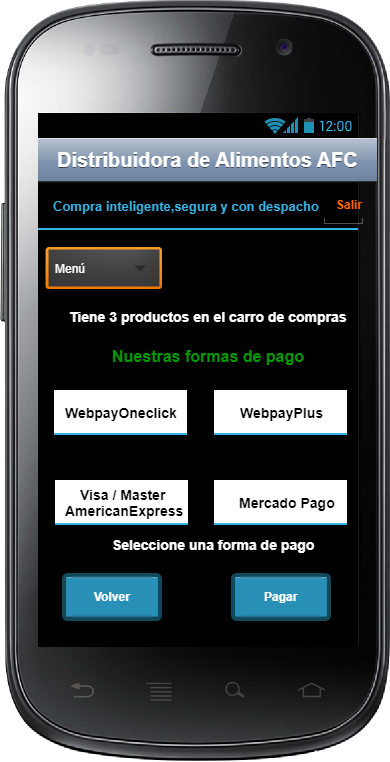 12:00
Distribuidora de Alimentos AFC
Compra inteligente,segura y con despacho
Salir
Menú
Tiene 3 productos en el carro de compras
Nuestras formas de pago
WebpayOneclick
WebpayPlus
Visa / Master
AmericanExpress
Mercado Pago
Seleccione una forma de pago
Volver
Pagar